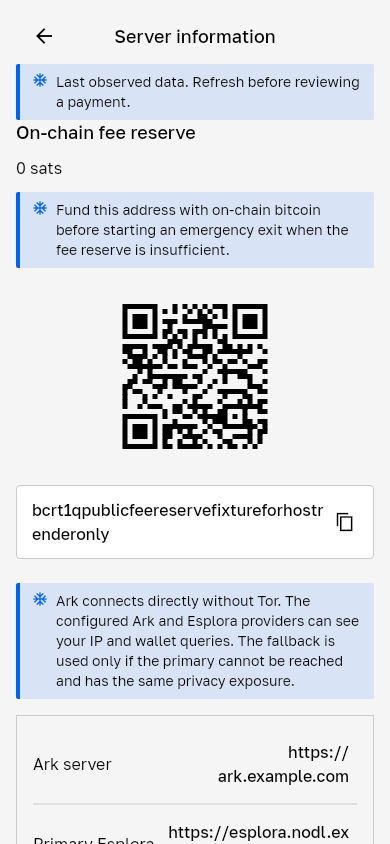 Server information
Last observed data. Refresh before reviewing
a payment.
On-chain fee reserve
0 sats
Fund this address with on-chain bitcoin
before starting an emergency exit when the
fee reserve is insufficient.
bcrt1qpublicfeereservefixtureforhostr
enderonly
Ark connects directly without Tor. The
configured Ark and Esplora providers can see
your IP and wallet queries. The fallback is
used only if the primary cannot be reached
and has the same privacy exposure.
https://
Ark server
ark.example.com
https://esplora.nodl.ex
Primary Esplora